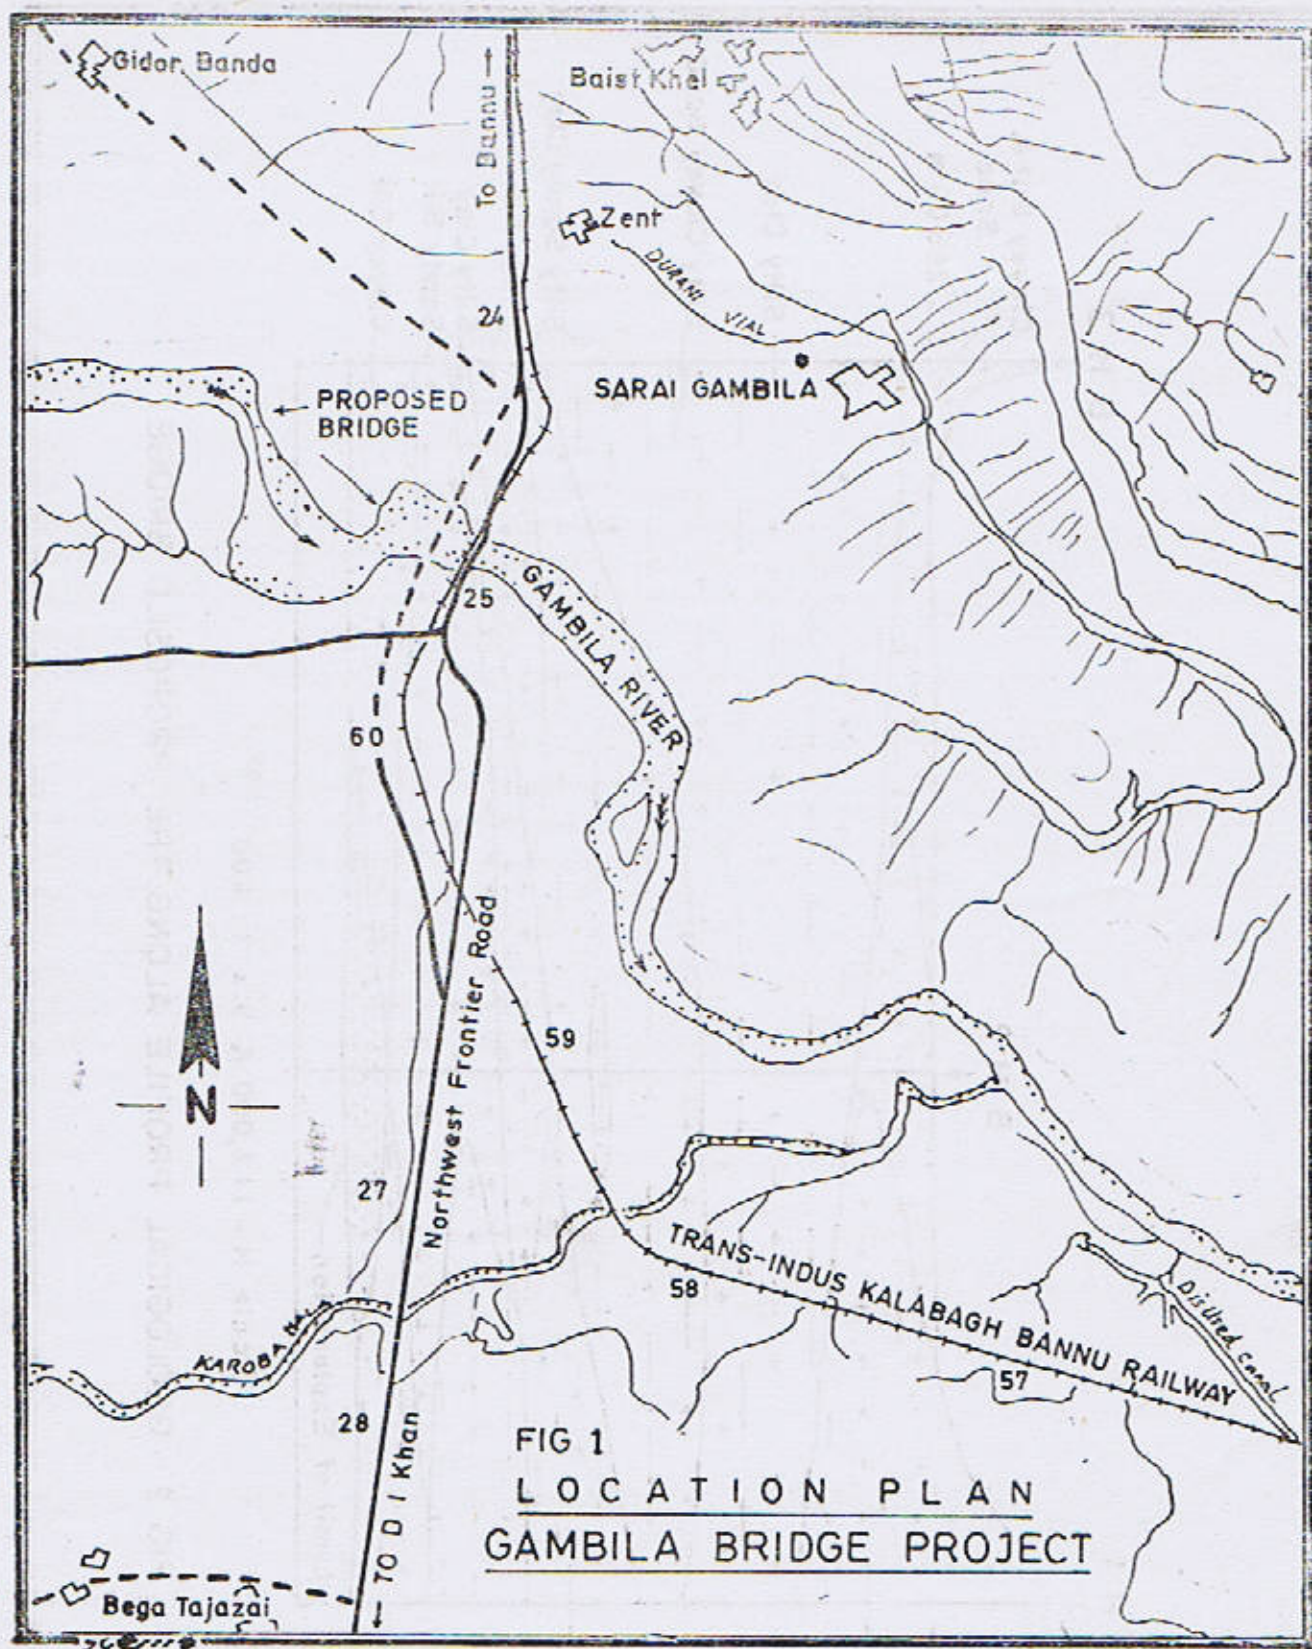 Gidar Banda
To Bannu
Baist Khel
Zent
DURANI VIAL
24
SARAI GAMBILA
PROPOSED
BRIDGE
25
GAMBILA RIVER
60
Northwest Frontier Road
59
N
27
TRANS-INDUS KALABAGH BANNU RAILWAY
58
Disused Canal
KAROBA
57
28
TO D I Khan
FIG 1
LOCATION PLAN
GAMBILA BRIDGE PROJECT
Bega Tajazai